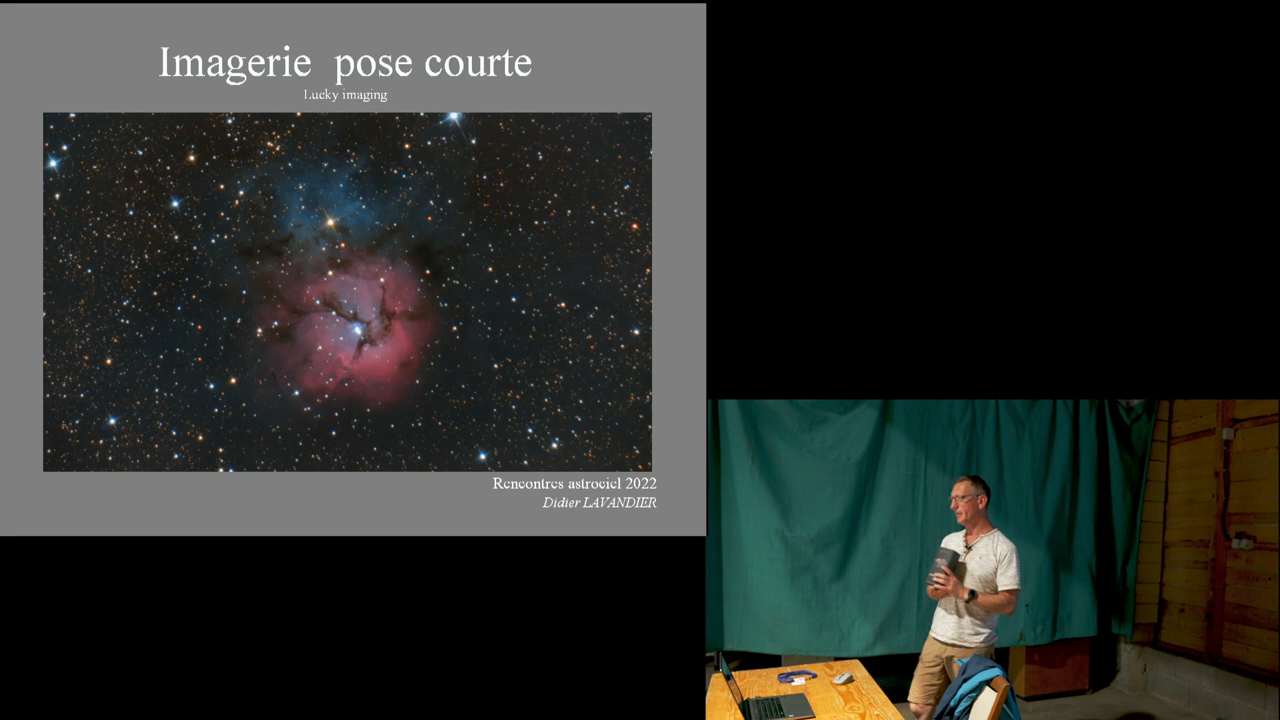 Imagerie pose courte
Lucky imaging
Rencontres astrociel 2022
Didier LAVANDIER